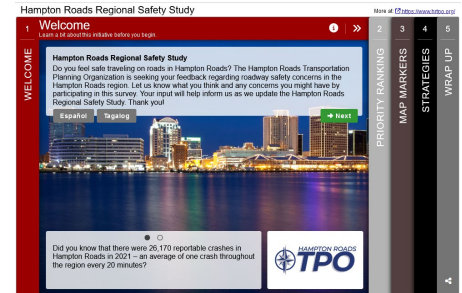 Hampton Roads Regional Safety Study
More at: https://www.hrtpo.org/
1 Welcome
Learn a bit about this initiative before you begin.
WELCOME
Hampton Roads Regional Safety Study
Do you feel safe traveling on roads in Hampton Roads? The Hampton Roads Transportation
Planning Organization is seeking your feedback regarding roadway safety concerns in the
Hampton Roads region. Let us know what you think and any concerns you might have by
participating in this survey. Your input will help inform us as we update the Hampton Roads
Regional Safety Study. Thank you!
Español Tagalog Next
Did you know that there were 26,170 reportable crashes in
Hampton Roads in 2021 – an average of one crash throughout
the region every 20 minutes?
HAMPTON ROADS
TPO
2 PRIORITY RANKING
3 MAP MARKERS
4 STRATEGIES
5 WRAP UP